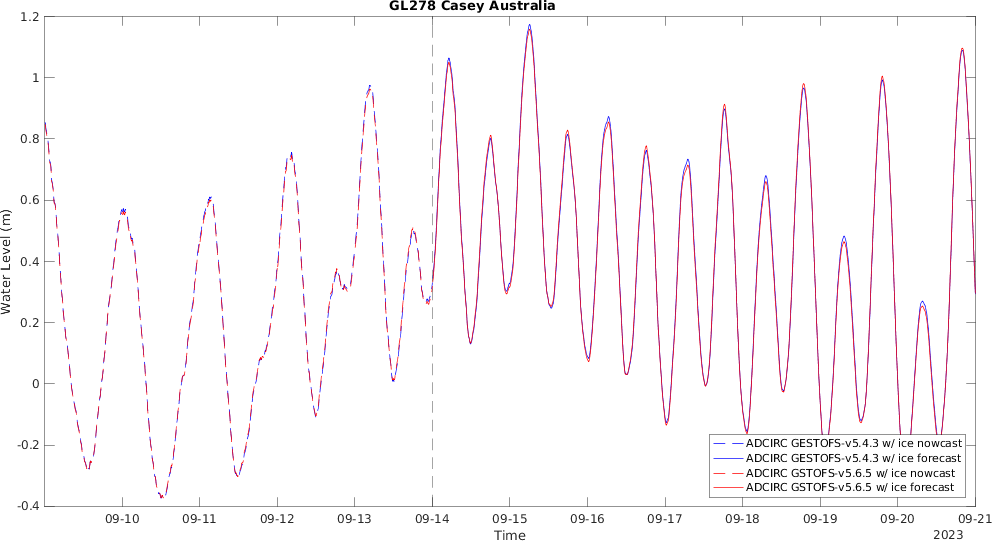 GL278 Casey Australia
Water Level (m)
1.2
1
0.8
0.6
0.4
0.2
0
-0.2
-0.4
ADCIRC GESTOFS-v5.4.3 w/ ice nowcast
ADCIRC GESTOFS-v5.4.3 w/ ice forecast
ADCIRC GSTOFS-v5.6.5 w/ ice nowcast
ADCIRC GSTOFS-v5.6.5 w/ ice forecast
09-10 09-11 09-12 09-13 09-14 09-15 09-16 09-17 09-18 09-19 09-20 09-21
Time
2023